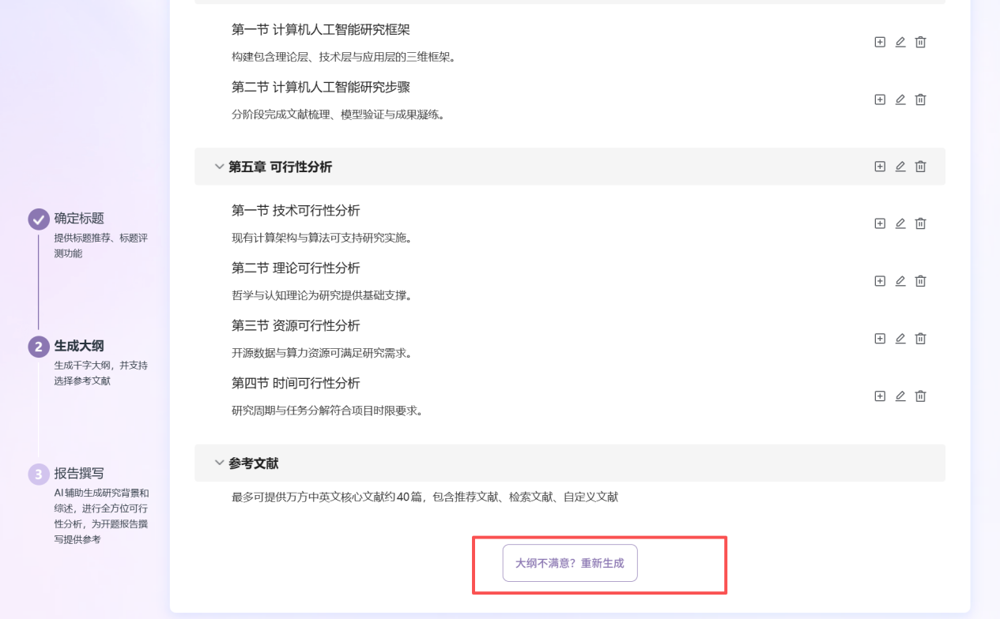 第一节 计算机人工智能研究框架
构建包含理论层、技术层与应用层的三维框架。
第二节 计算机人工智能研究步骤
分阶段完成文献梳理、模型验证与成果凝练。
第五章 可行性分析
第一节 技术可行性分析
现有计算架构与算法可支持研究实施。
第二节 理论可行性分析
哲学与认知理论为研究提供基础支撑。
第三节 资源可行性分析
开源数据与算力资源可满足研究需求。
第四节 时间可行性分析
研究周期与任务分解符合项目时限要求。
参考文献
最多可提供万方中英文核心文献约40篇，包含推荐文献、检索文献、自定义文献
大纲不满意？重新生成
确定标题
提供标题推荐、标题评
测功能
2 生成大纲
生成千字大纲，并支持
选择参考文献
3 报告撰写
AI辅助生成研究背景和
综述，进行全方位可行
性分析，为开题报告撰
写提供参考